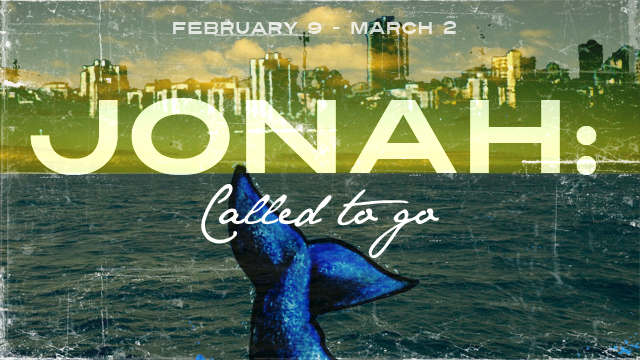 FEBRUARY 9 - MARCH 2
JONAH:
Called to go